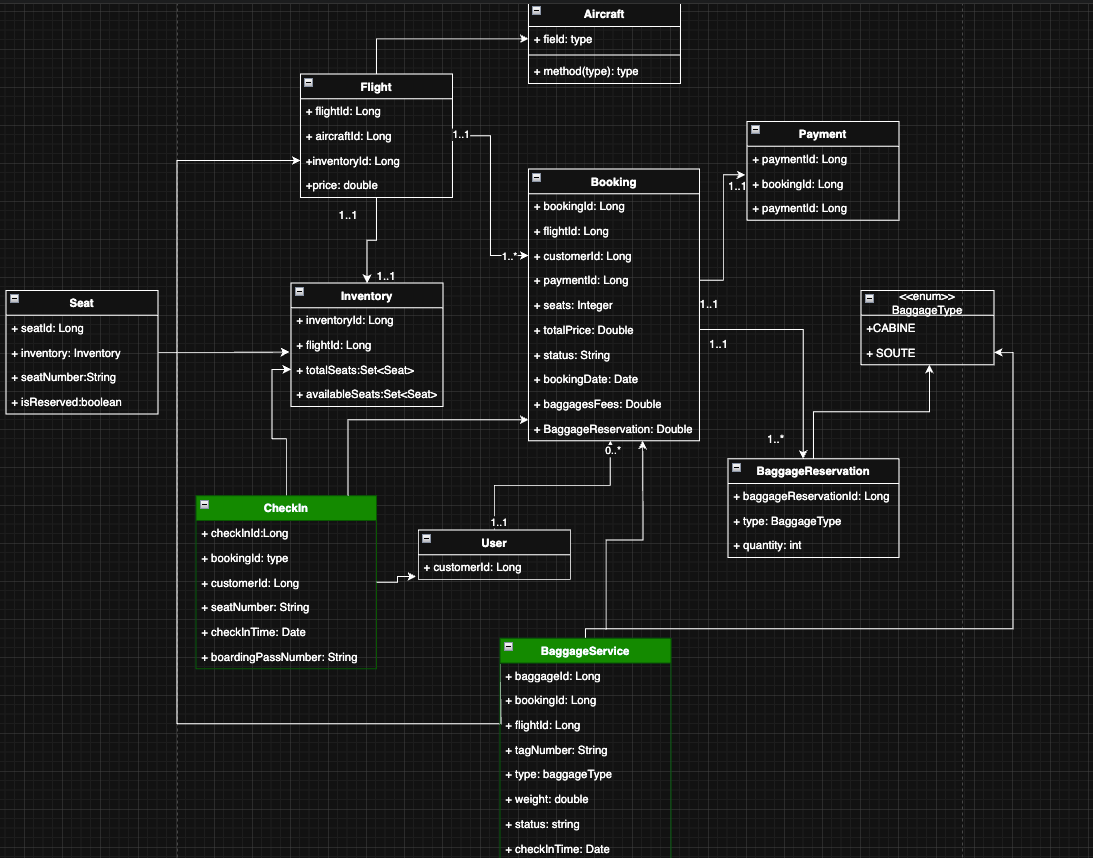 Aircraft
+ field: type
+ method(type): type
Flight
+ flightId: Long
+ aircraftId: Long
+inventoryId: Long
+price: double
1..1
1..1
1..*
1..1
Payment
+ paymentId: Long
+ bookingId: Long
+ paymentId: Long
1..1
Booking
+ bookingId: Long
+ flightId: Long
+ customerId: Long
+ paymentId: Long
+ seats: Integer
+ totalPrice: Double
+ status: String
+ bookingDate: Date
+ baggagesFees: Double
+ BaggageReservation: Double
1..1
1..1
1..*
0..*
Seat
+ seatId: Long
+ inventory: Inventory
+ seatNumber:String
+ isReserved:boolean
Inventory
+ inventoryId: Long
+ flightId: Long
+ totalSeats:Set<Seat>
+ availableSeats:Set<Seat>
<<enum>>
BaggageType
+CABINE
+ SOUTE
BaggageReservation
+ baggageReservationId: Long
+ type: BaggageType
+ quantity: int
CheckIn
+ checkInId:Long
+ bookingId: type
+ customerId: Long
+ seatNumber: String
+ checkInTime: Date
+ boardingPassNumber: String
1..1
User
+ customerId: Long
BaggageService
+ baggageId: Long
+ bookingId: Long
+ flightId: Long
+ tagNumber: String
+ type: baggageType
+ weight: double
+ status: string
+ checkInTime: Date